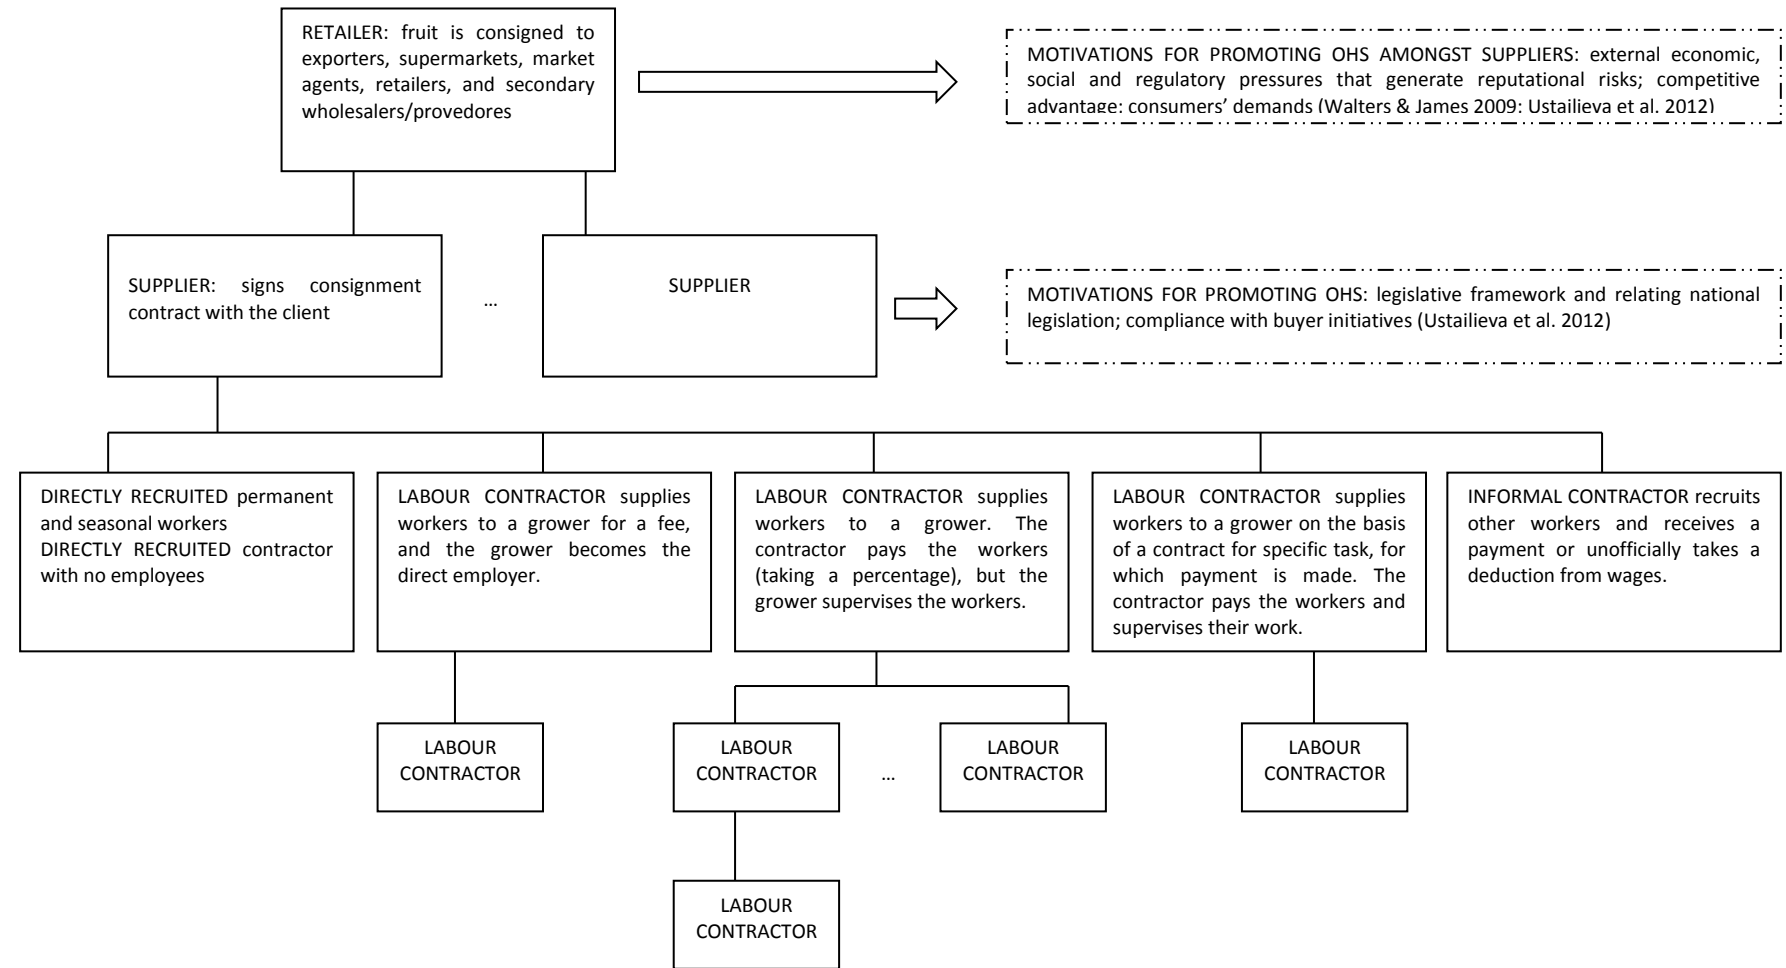 RETAILER: fruit is consigned to
exporters, supermarkets, market
agents, retailers, and secondary
wholesalers/provedores
MOTIVATIONS FOR PROMOTING OHS AMONGST SUPPLIERS: external economic,
social and regulatory pressures that generate reputational risks; competitive
advantage; consumers’ demands (Walters & James 2009; Ustailieva et al. 2012)
SUPPLIER: signs consignment
contract with the client
...
SUPPLIER
MOTIVATIONS FOR PROMOTING OHS: legislative framework and relating national
legislation; compliance with buyer initiatives (Ustailieva et al. 2012)
DIRECTLY RECRUITED permanent
and seasonal workers
DIRECTLY RECRUITED contractor
with no employees
LABOUR CONTRACTOR supplies
workers to a grower for a fee,
and the grower becomes the
direct employer.
LABOUR CONTRACTOR supplies
workers to a grower. The
contractor pays the workers
(taking a percentage), but the
grower supervises the workers.
LABOUR CONTRACTOR supplies
workers to a grower on the basis
of a contract for specific task, for
which payment is made. The
contractor pays the workers and
supervises their work.
INFORMAL CONTRACTOR recruits
other workers and receives a
payment or unofficially takes a
deduction from wages.
LABOUR
CONTRACTOR
LABOUR
CONTRACTOR
...
LABOUR
CONTRACTOR
LABOUR
CONTRACTOR
LABOUR
CONTRACTOR